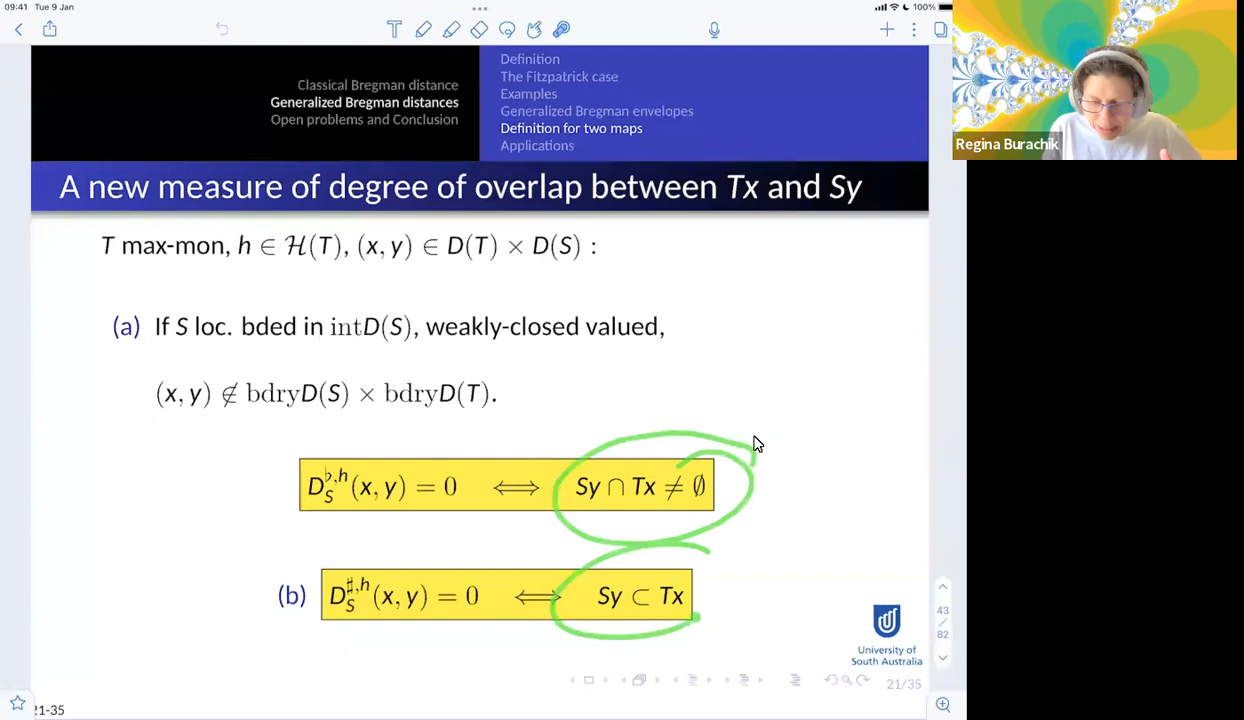 09:41 Tue 9 Jan
100%
Classical Bregman distance
Generalized Bregman distances
Open problems and Conclusion
Definition
The Fitzpatrick case
Examples
Generalized Bregman envelopes
Definition for two maps
Applications
Regina Burachik
A new measure of degree of overlap between Tx and Sy
T max-mon, h ∈ ℋ(T), (x, y) ∈ D(T) × D(S) :
(a) If S loc. bded in intD(S), weakly-closed valued,
(x, y) ∉ bdryD(S) × bdryD(T).
D_S^{♭,h}(x, y) = 0 ⟺ Sy ∩ Tx ≠ ∅
(b) D_S^{♯,h}(x, y) = 0 ⟺ Sy ⊂ Tx
University of
South Australia
43
/
82
21/35
21-35